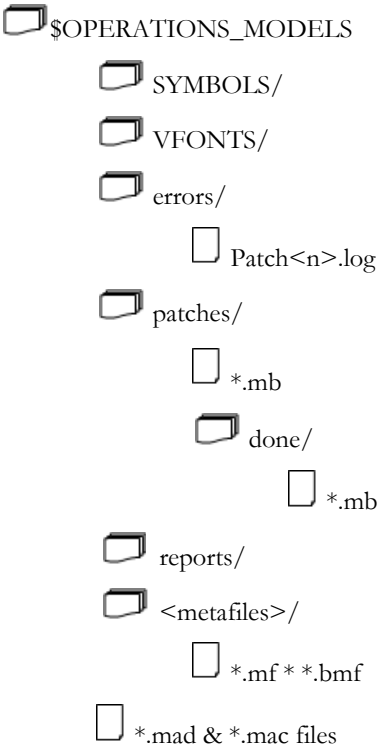 $OPERATIONS_MODELS
SYMBOLS/
VFONTS/
errors/
Patch<n>.log
patches/
*.mb
done/
*.mb
reports/
<metafiles>/
*.mf * *.bmf
*.mad & *.mac files